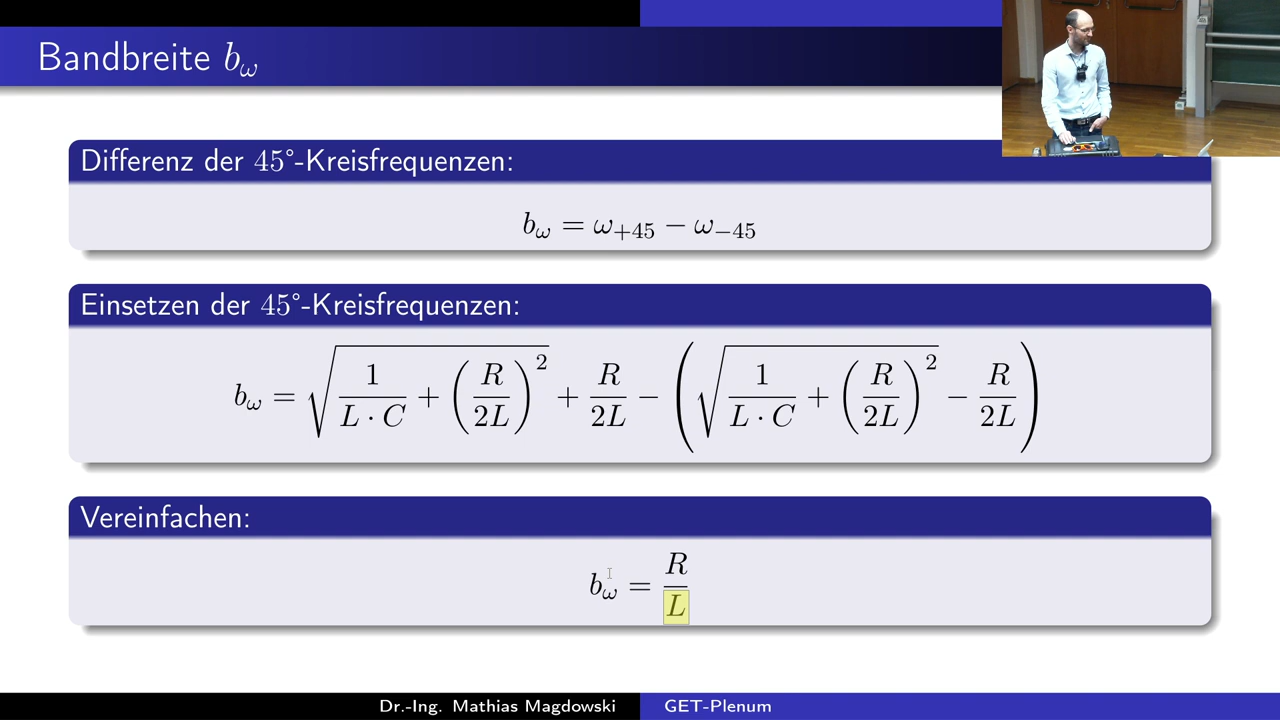 Bandbreite b_ω
Differenz der 45°-Kreisfrequenzen:
b_ω = ω_{+45} − ω_{−45}
Einsetzen der 45°-Kreisfrequenzen:
b_ω = √(1/(L · C) + (R/2L)²) + R/2L − (√(1/(L · C) + (R/2L)²) − R/2L)
Vereinfachen:
b_ω = R/L
Dr.-Ing. Mathias Magdowski GET-Plenum